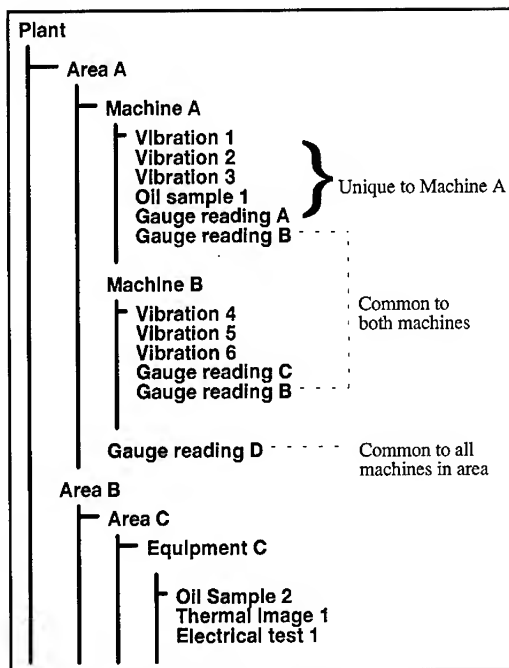 Plant
Area A
Machine A
Vibration 1
Vibration 2
Vibration 3
Oil sample 1
Gauge reading A
Gauge reading B
Unique to Machine A
Machine B
Vibration 4
Vibration 5
Vibration 6
Gauge reading C
Gauge reading B
Common to
both machines
Gauge reading D
Common to all
machines in area
Area B
Area C
Equipment C
Oil Sample 2
Thermal Image 1
Electrical test 1